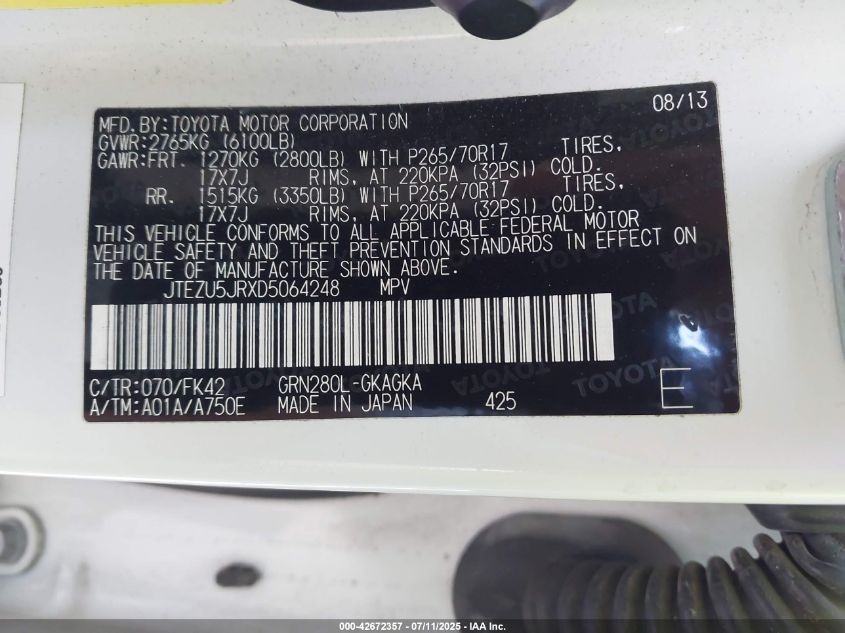 08/13
MFD.BY:TOYOTA MOTOR CORPORATION
GVWR:2765KG (6100LB)
GAWR:FRT. 1270KG (2800LB) WITH P265/70R17 TIRES,
17X7J RIMS, AT 220KPA (32PSI) COLD.
RR. 1515KG (3350LB) WITH P265/70R17 TIRES,
17X7J RIMS, AT 220KPA (32PSI) COLD.
THIS VEHICLE CONFORMS TO ALL APPLICABLE FEDERAL MOTOR
VEHICLE SAFETY AND THEFT PREVENTION STANDARDS IN EFFECT ON
THE DATE OF MANUFACTURE SHOWN ABOVE.
JTEZU5JRXD5064248 MPV
C/TR:070/FK42 GRN280L-GKAGKA
A/TM:A01A/A750E MADE IN JAPAN 425 E
TOYOTA
000-42672357 - 07/11/2025 - IAA Inc.